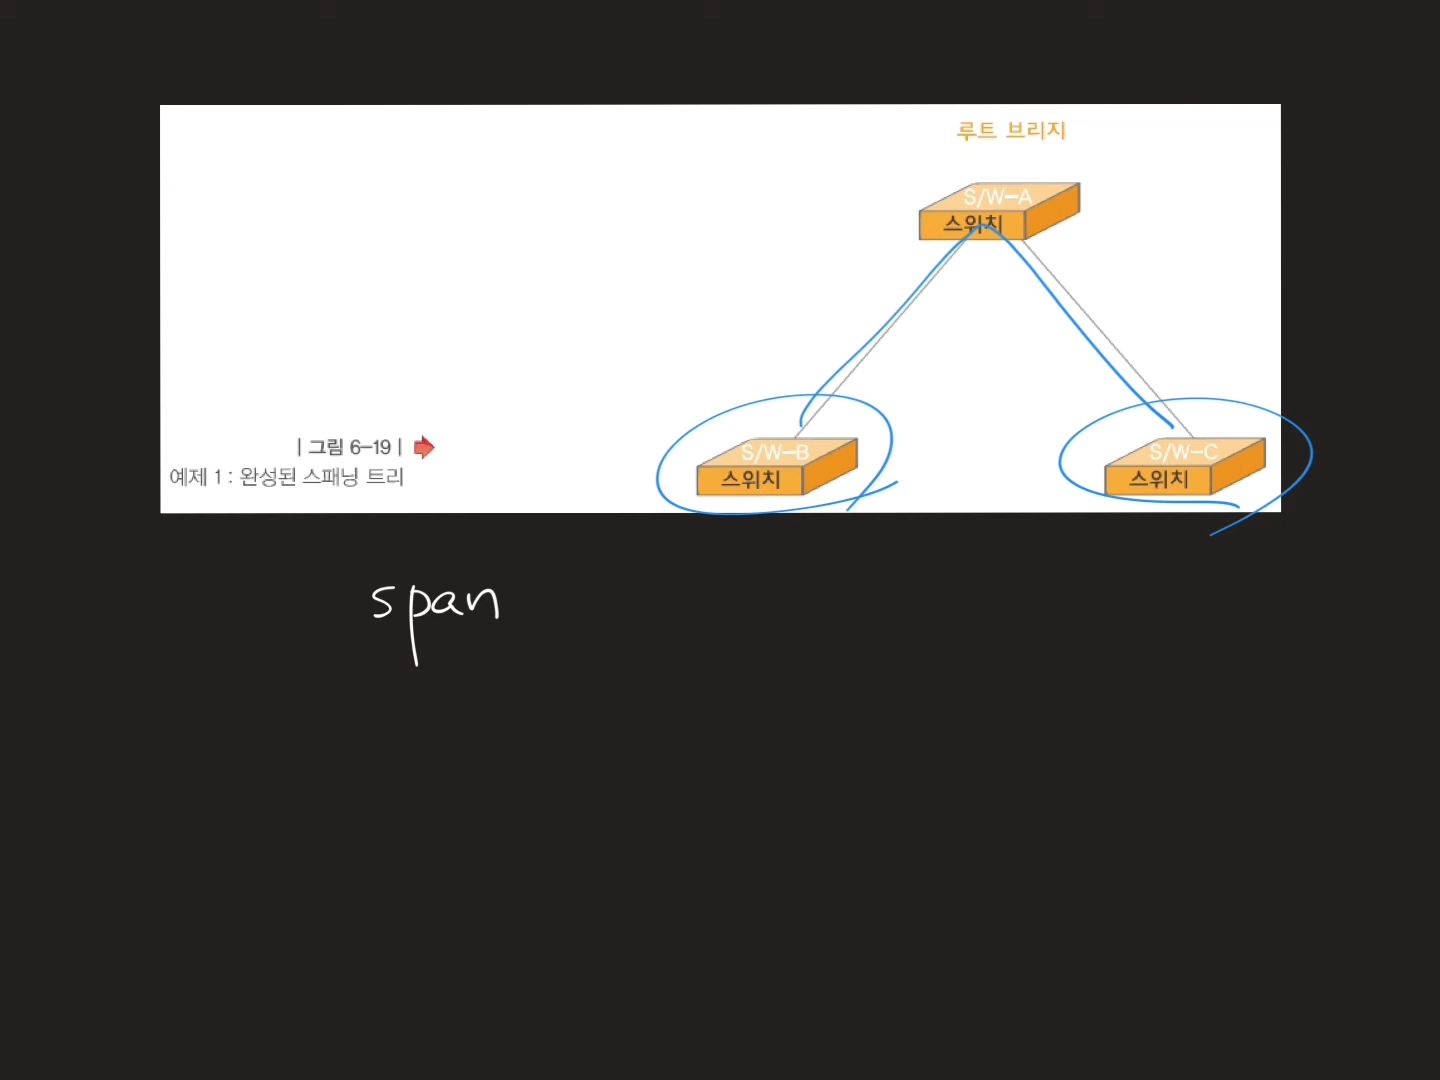 루트 브리지
S/W-A
스위치
S/W-B
스위치
S/W-C
스위치
| 그림 6-19 |
예제 1 : 완성된 스패닝 트리
span